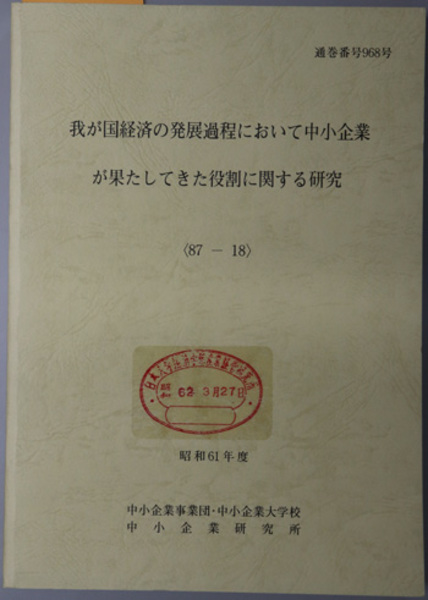 通巻番号968号
我が国経済の発展過程において中小企業
が果たしてきた役割に関する研究
〈87 － 18〉
62 3月27日
昭和61年度
中小企業事業団・中小企業大学校
中小企業研究所